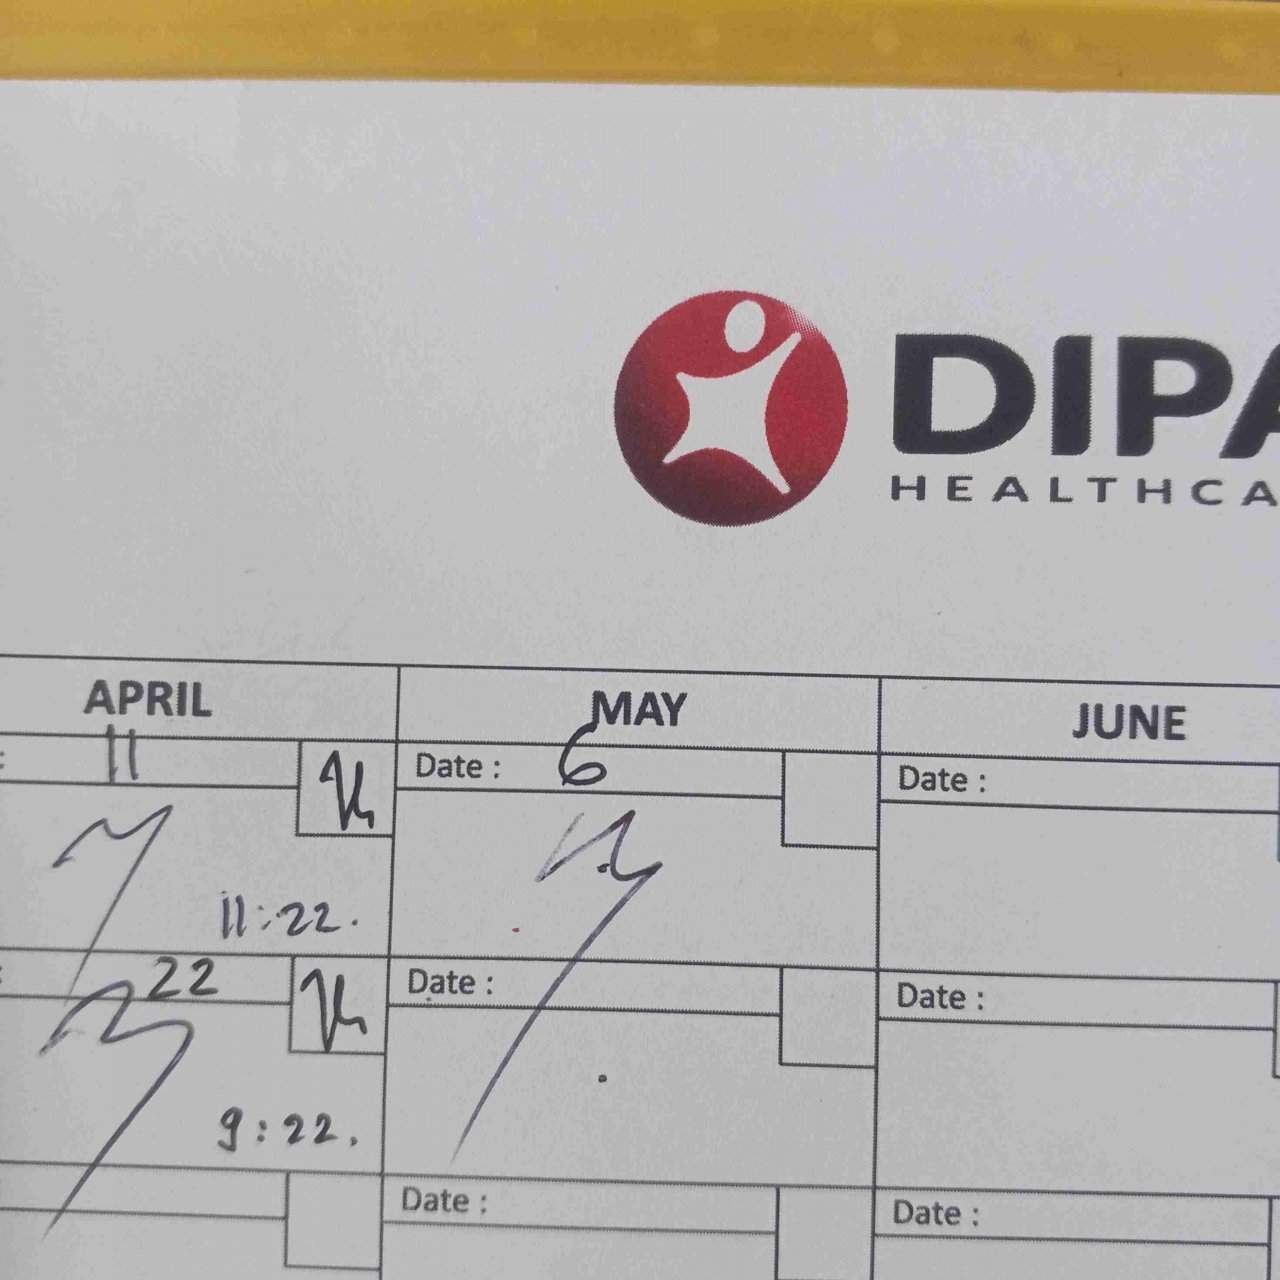 DIPA
HEALTHCA
APRIL MAY JUNE
: 11 Date : 6 Date :
11:22.
: 22 Date : Date :
9:22.
Date : Date :